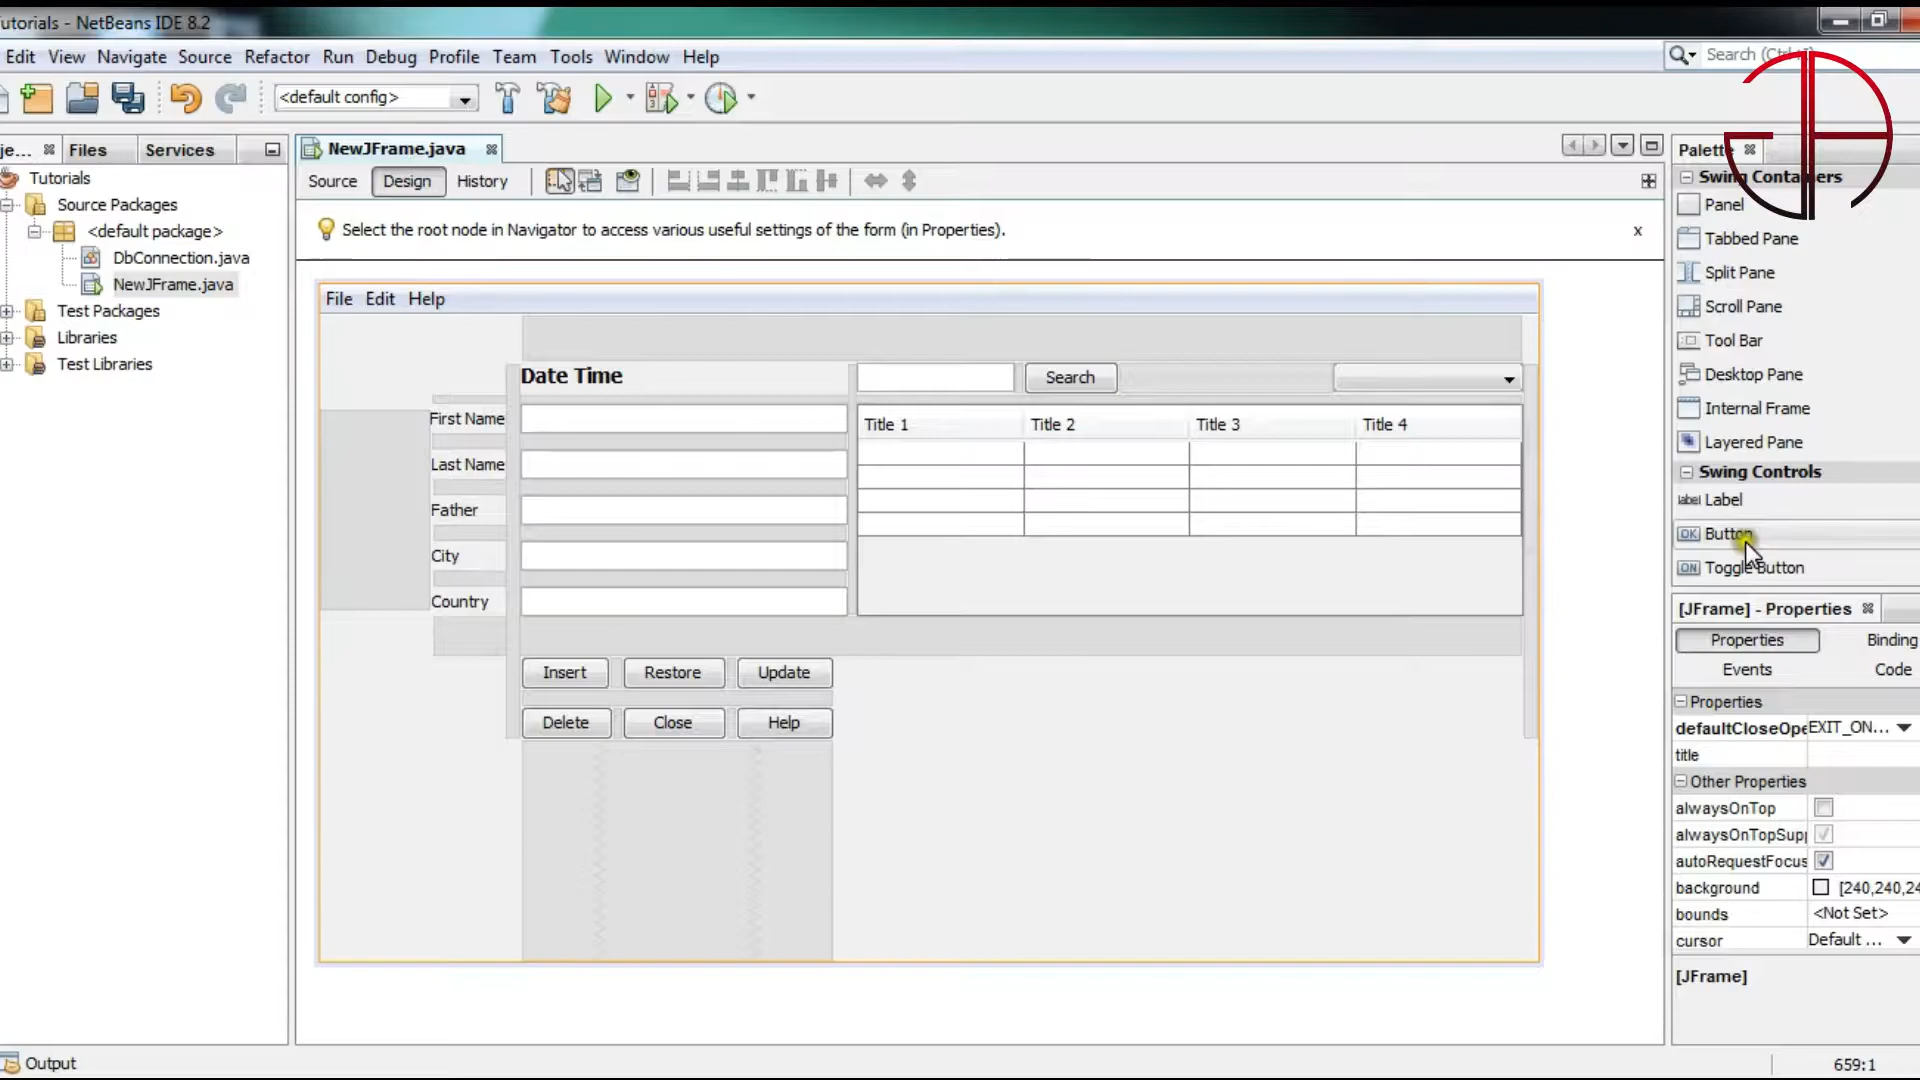 utorials - NetBeans IDE 8.2
Edit View Navigate Source Refactor Run Debug Profile Team Tools Window Help
Search (Ctrl+I)
<default config>
je... Files Services
NewJFrame.java
Palette
Source Design History
Swing Containers
Tutorials
Source Packages
<default package>
DbConnection.java
NewJFrame.java
Test Packages
Libraries
Test Libraries
Select the root node in Navigator to access various useful settings of the form (in Properties). x
File Edit Help
Date Time
Search
First Name
Last Name
Father
City
Country
Title 1 Title 2 Title 3 Title 4
Insert Restore Update
Delete Close Help
Panel
Tabbed Pane
Split Pane
Scroll Pane
Tool Bar
Desktop Pane
Internal Frame
Layered Pane
Swing Controls
label Label
OK Button
ON Toggle Button
[JFrame] - Properties
Properties Binding
Events Code
Properties
defaultCloseOpe EXIT_ON...
title
Other Properties
alwaysOnTop
alwaysOnTopSupp
autoRequestFocus
background [240,240,24
bounds <Not Set>
cursor Default ...
[JFrame]
Output
659:1